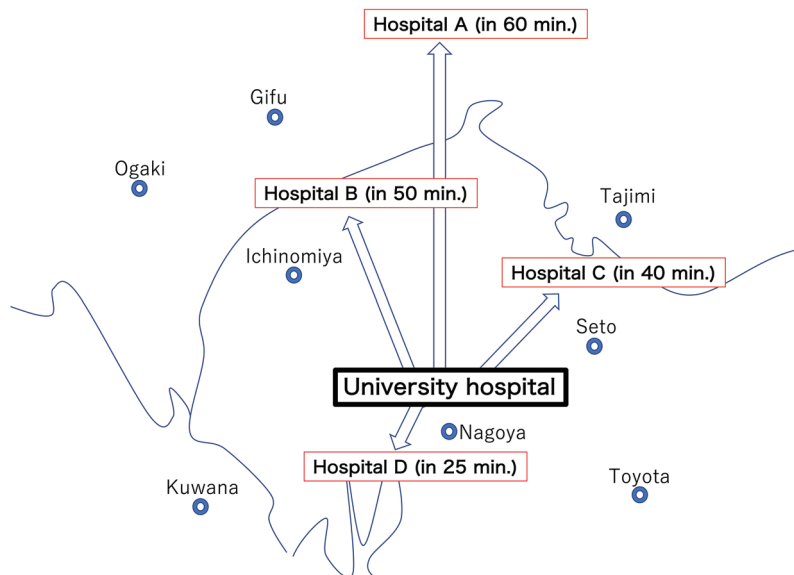 Hospital A (in 60 min.)
Gifu
Ogaki
Hospital B (in 50 min.)
Tajimi
Ichinomiya
Hospital C (in 40 min.)
Seto
University hospital
Nagoya
Hospital D (in 25 min.)
Kuwana
Toyota